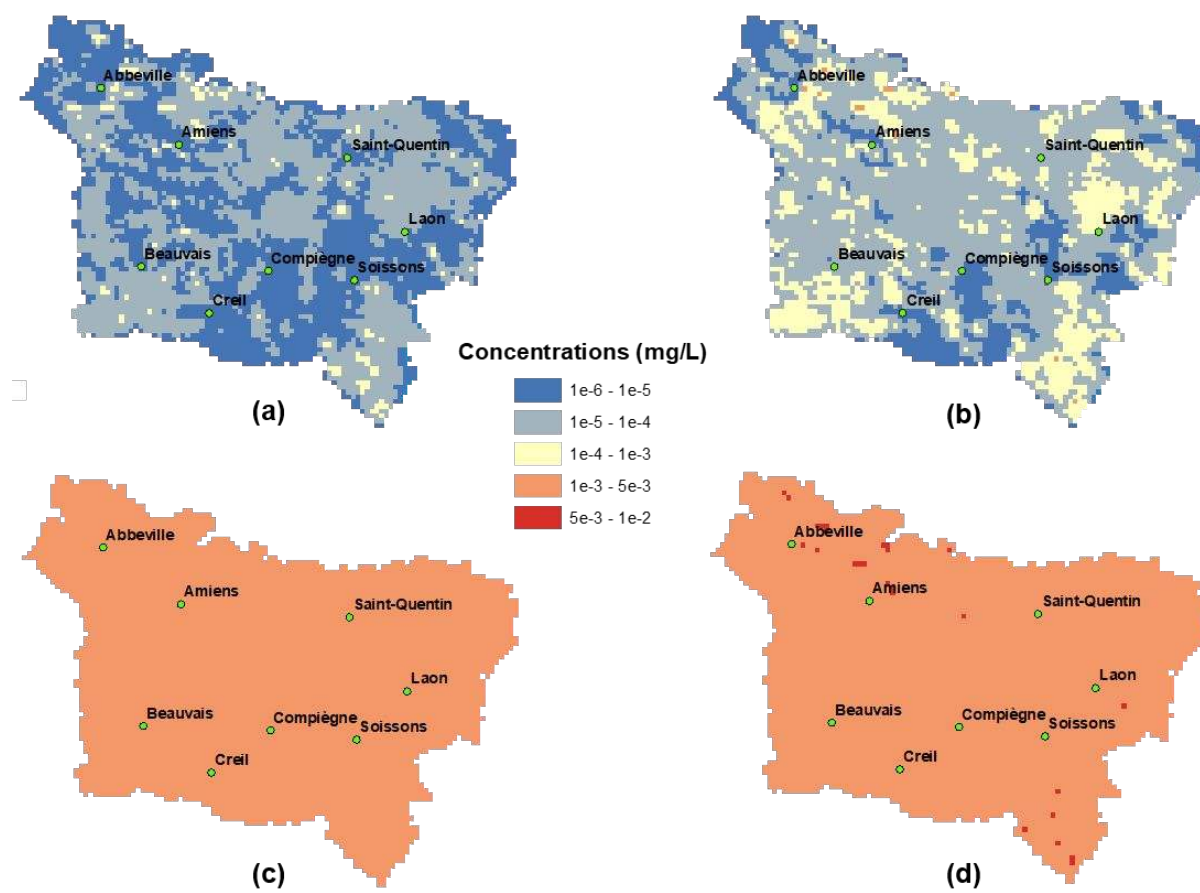 Abbeville
Amiens
Saint-Quentin
Laon
Beauvais
Compiègne
Soissons
Creil
(a)
Abbeville
Amiens
Saint-Quentin
Laon
Beauvais
Compiègne
Soissons
Creil
(b)
Concentrations (mg/L)
1e-6 - 1e-5
1e-5 - 1e-4
1e-4 - 1e-3
1e-3 - 5e-3
5e-3 - 1e-2
Abbeville
Amiens
Saint-Quentin
Laon
Beauvais
Compiègne
Soissons
Creil
(c)
Abbeville
Amiens
Saint-Quentin
Laon
Beauvais
Compiègne
Soissons
Creil
(d)